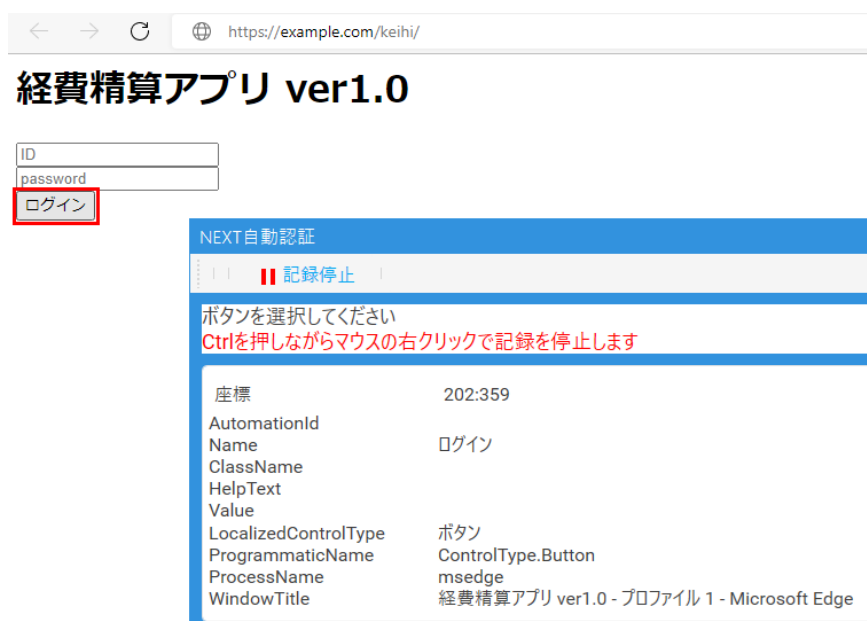 https://example.com/keihi/
経費精算アプリ ver1.0
ID
password
ログイン
NEXT自動認証
記録停止
ボタンを選択してください
Ctrlを押しながらマウスの右クリックで記録を停止します
座標 202:359
AutomationId
Name ログイン
ClassName
HelpText
Value
LocalizedControlType ボタン
ProgrammaticName ControlType.Button
ProcessName msedge
WindowTitle 経費精算アプリ ver1.0 - プロファイル 1 - Microsoft Edge